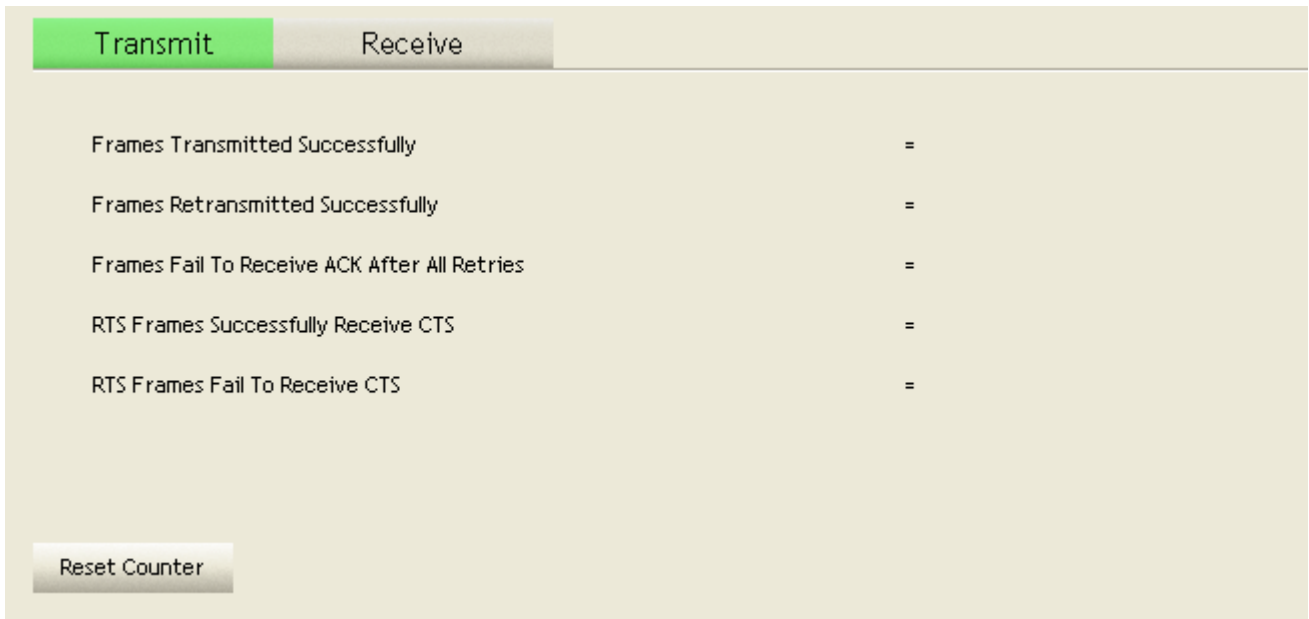 Transmit Receive
Frames Transmitted Successfully =
Frames Retransmitted Successfully =
Frames Fail To Receive ACK After All Retries =
RTS Frames Successfully Receive CTS =
RTS Frames Fail To Receive CTS =
Reset Counter